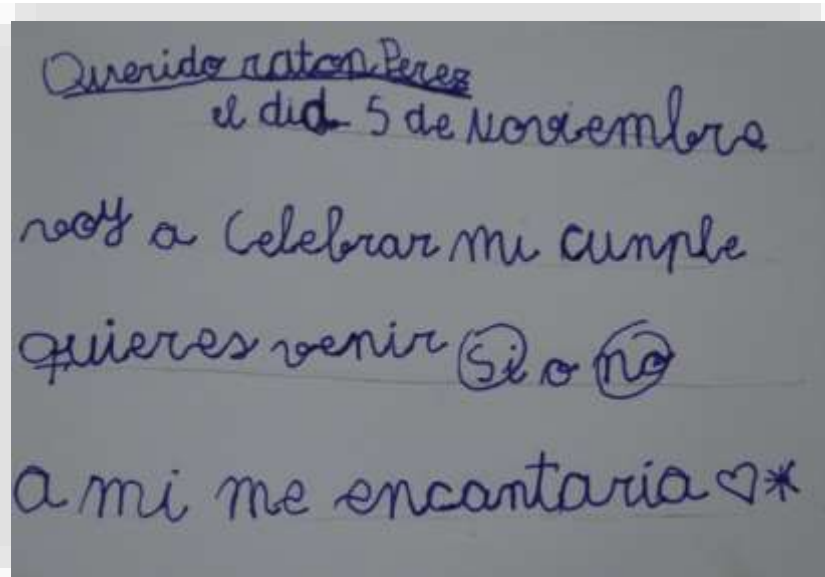 Querido raton Perez
el dia 5 de Noviembre
voy a Celebrar mi cunple
quieres venir si o no
a mi me encantaria ♡*